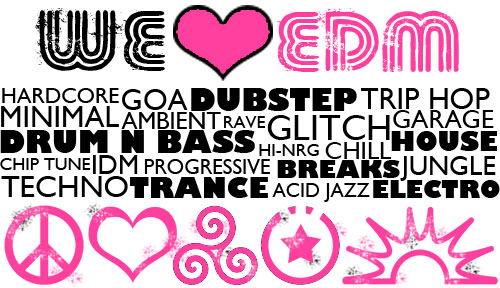 WE EDM
HARDCORE GOA DUBSTEP TRIP HOP
MINIMAL AMBIENT RAVE GLITCH GARAGE
DRUM N BASS HI-NRG CHILL HOUSE
CHIP TUNE IDM PROGRESSIVE BREAKS JUNGLE
TECHNO TRANCE ACID JAZZ ELECTRO